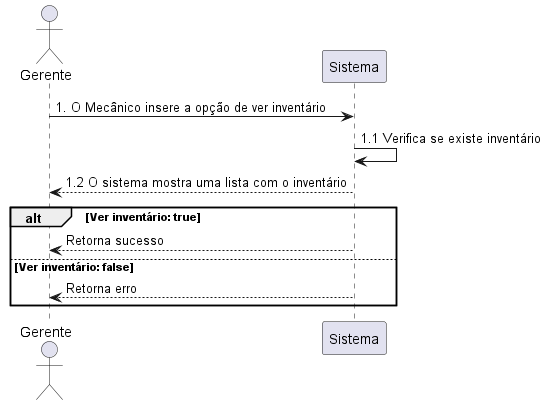 Gerente
Sistema
1. O Mecânico insere a opção de ver inventário
1.1 Verifica se existe inventário
1.2 O sistema mostra uma lista com o inventário
alt [Ver inventário: true]
Retorna sucesso
[Ver inventário: false]
Retorna erro
Gerente
Sistema